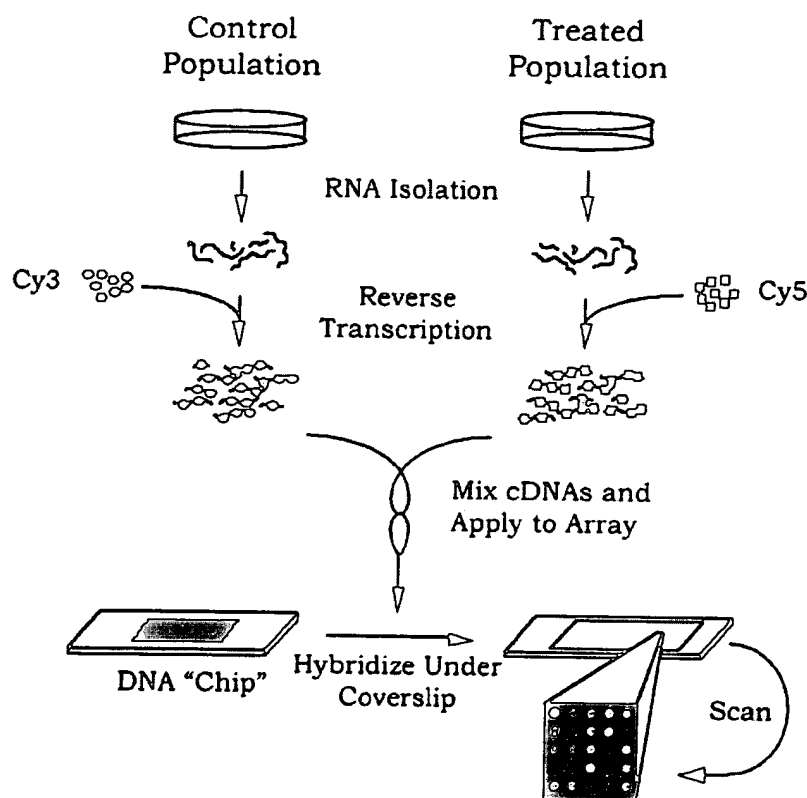 Control
Population
Treated
Population
RNA Isolation
Cy3
Reverse
Transcription
Cy5
Mix cDNAs and
Apply to Array
DNA “Chip”
Hybridize Under
Coverslip
Scan